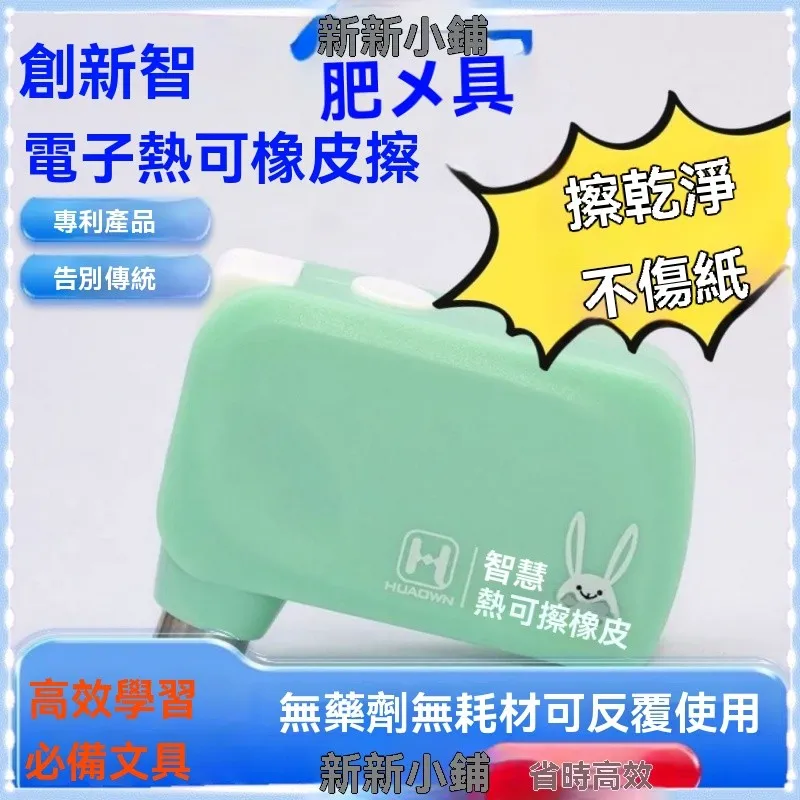 新新小鋪
創新智
肥メ具
電子熱可橡皮擦
專利產品
告別傳統
擦乾淨
不傷紙
HUAOWN
智慧
熱可擦橡皮
高效學習
必備文具
無藥劑無耗材可反覆使用
新新小鋪
省時高效